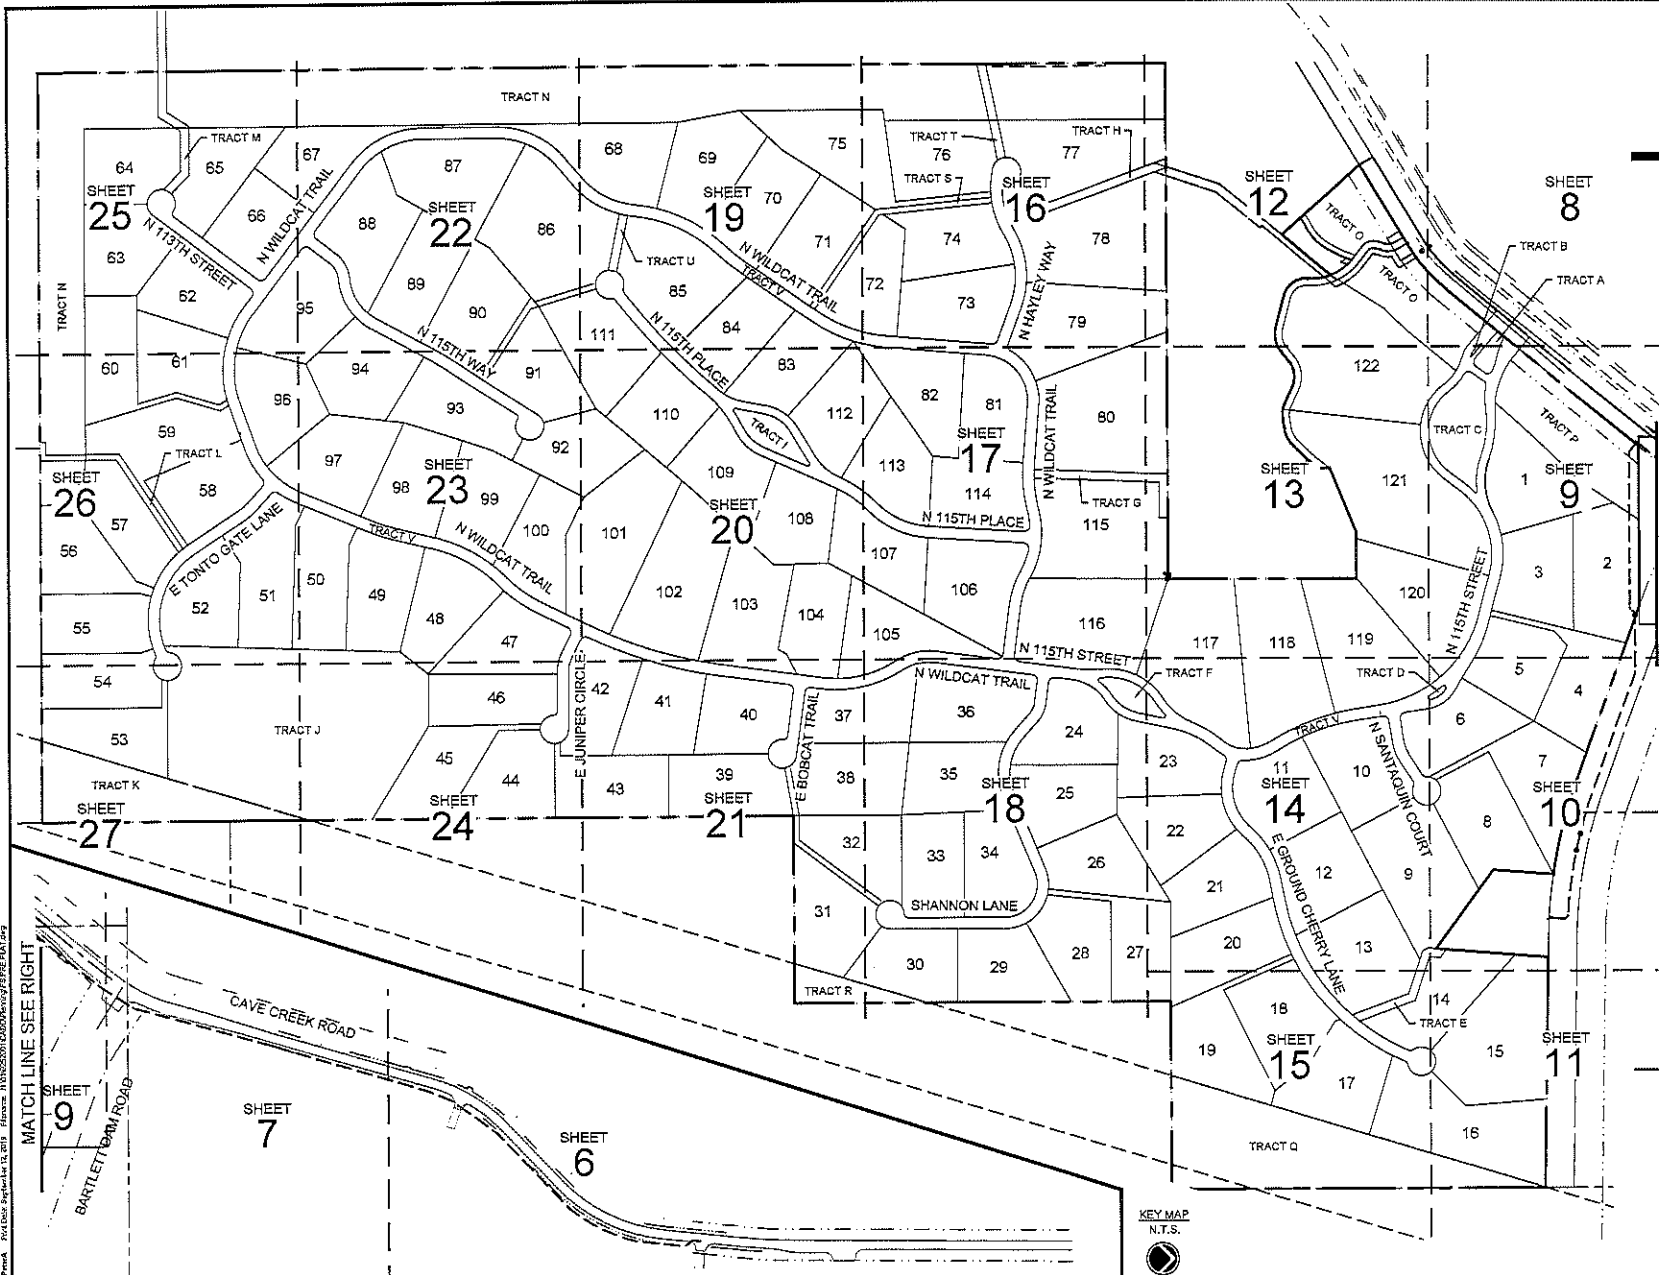 TRACT N
TRACT M
64
65
67
68
69
75
TRACT T
76
TRACT H
77
SHEET
25
66
N WILDCAT TRAIL
87
SHEET
22
88
86
SHEET
19
70
TRACT S
SHEET
16
SHEET
12
SHEET
8
TRACT O
N 113TH STREET
63
62
TRACT N
89
90
TRACT U
85
71
N WILDCAT TRAIL
TRACT V
74
72
73
78
N HAYLEY WAY
TRACT O
TRACT B
TRACT A
95
N 115TH WAY
111
N 116TH PLACE
84
83
79
60
61
94
91
122
96
93
92
110
TRACT I
112
82
81
N WILDCAT TRAIL
80
TRACT C
TRACT P
59
TRACT L
58
97
98
SHEET
23
99
109
SHEET
20
113
SHEET
17
114
TRACT G
115
SHEET
13
121
1
SHEET
9
SHEET
26
57
56
100
101
108
N 115TH PLACE
TRACT V
N WILDCAT TRAIL
107
E TONTO GATE LANE
52
51
50
49
48
102
103
104
106
120
N 115TH STREET
3
2
55
47
105
116
117
118
119
54
N 115TH STREET
N WILDCAT TRAIL
TRACT F
TRACT D
5
4
46
E JUNIPER CIRCLE
42
41
40
E BOBCAT TRAIL
37
36
24
TRACT V
6
53
TRACT J
45
44
43
39
38
35
23
11
10
N SANTAQUIN COURT
7
TRACT K
SHEET
27
SHEET
24
SHEET
21
SHEET
18
25
SHEET
14
SHEET
10
32
33
34
26
22
12
9
8
31
SHANNON LANE
21
E GROUND CHERRY LANE
30
29
28
27
20
13
TRACT R
18
14
TRACT E
19
SHEET
15
17
15
SHEET
11
16
TRACT Q
MATCH LINE SEE RIGHT
CAVE CREEK ROAD
SHEET
9
BARTLETT DAM ROAD
SHEET
7
SHEET
6
KEY MAP
N.T.S.